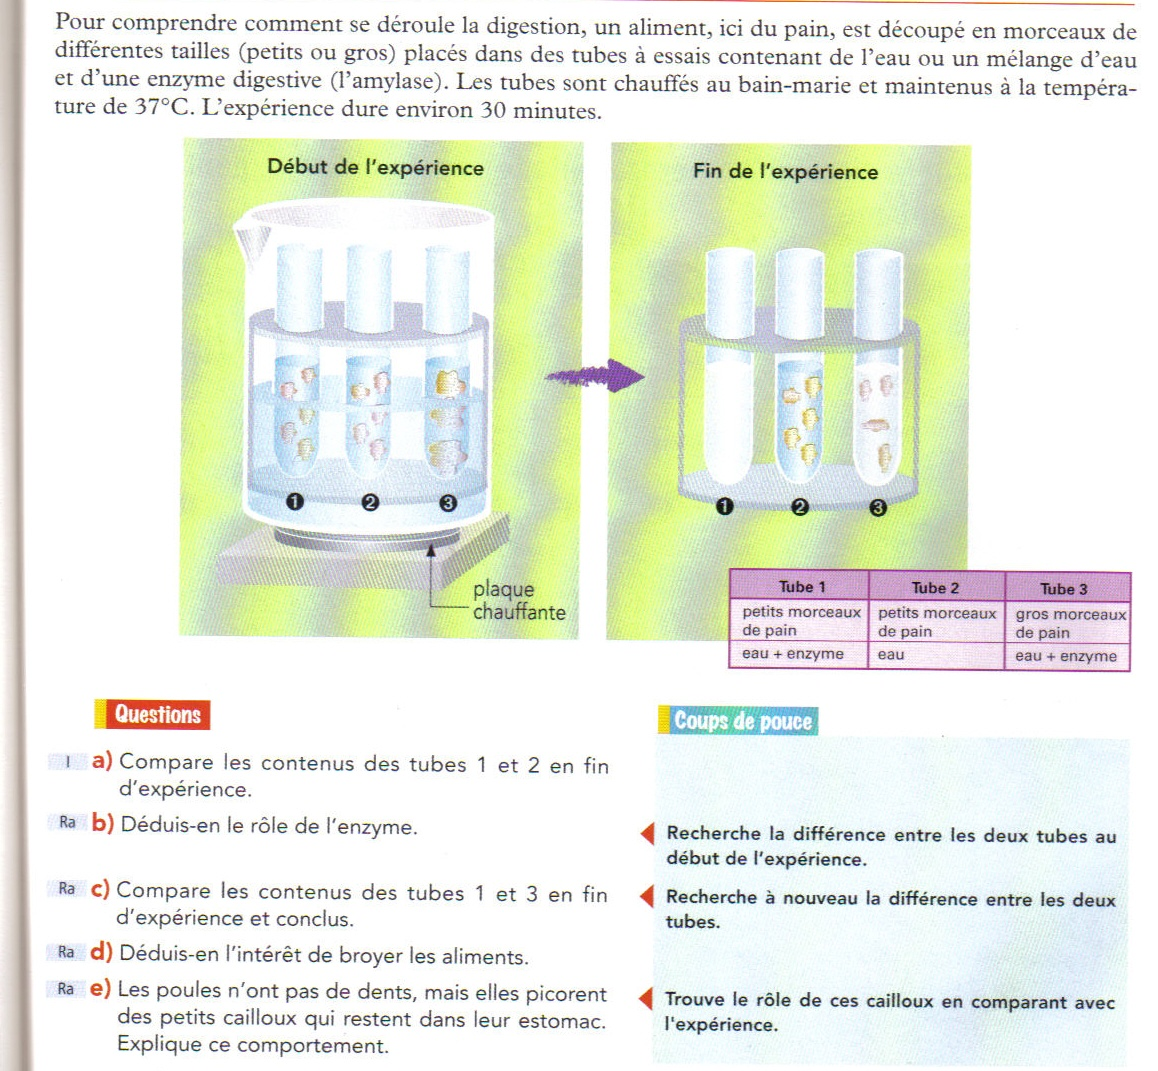 Pour comprendre comment se déroule la digestion, un aliment, ici du pain, est découpé en morceaux de
différentes tailles (petits ou gros) placés dans des tubes à essais contenant de l'eau ou un mélange d'eau
et d'une enzyme digestive (l'amylase). Les tubes sont chauffés au bain-marie et maintenus à la tempéra-
ture de 37°C. L'expérience dure environ 30 minutes.
Début de l'expérience
1 2 3
plaque
chauffante
Fin de l'expérience
1 2 3
Tube 1 Tube 2 Tube 3
petits morceaux petits morceaux gros morceaux
de pain de pain de pain
eau + enzyme eau eau + enzyme
Questions
I a) Compare les contenus des tubes 1 et 2 en fin
d'expérience.
Ra b) Déduis-en le rôle de l'enzyme.
Ra c) Compare les contenus des tubes 1 et 3 en fin
d'expérience et conclus.
Ra d) Déduis-en l'intérêt de broyer les aliments.
Ra e) Les poules n'ont pas de dents, mais elles picorent
des petits cailloux qui restent dans leur estomac.
Explique ce comportement.
Coups de pouce
Recherche la différence entre les deux tubes au
début de l'expérience.
Recherche à nouveau la différence entre les deux
tubes.
Trouve le rôle de ces cailloux en comparant avec
l'expérience.